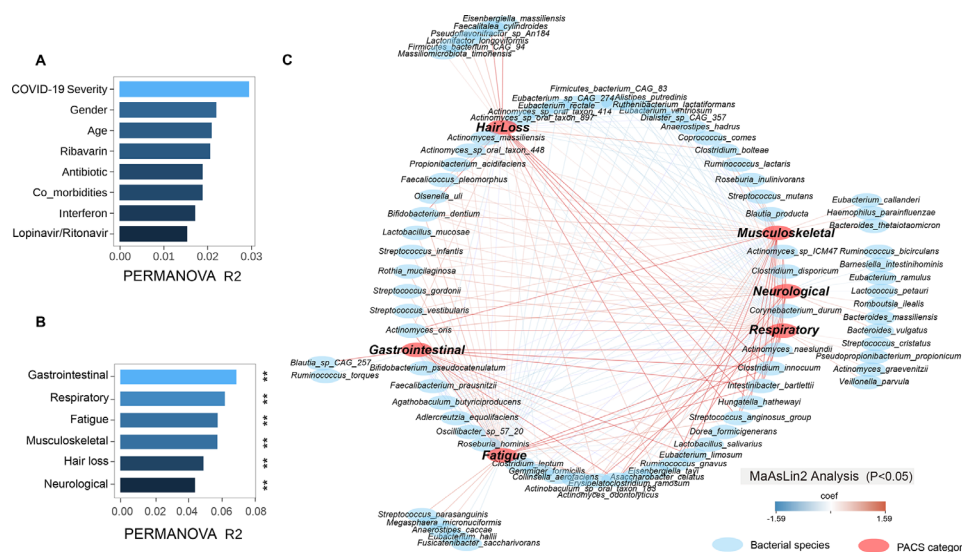 A
COVID-19 Severity
Gender
Age
Ribavarin
Antibiotic
Co_morbidities
Interferon
Lopinavir/Ritonavir
0.00 0.01 0.02 0.03
PERMANOVA R2
B
Gastrointestinal **
Respiratory **
Fatigue **
Musculoskeletal **
Hair loss **
Neurological **
0.00 0.02 0.04 0.06 0.08
PERMANOVA R2
C
Eisenbergiella_massiliensis
Faecalitalea_cylindroides
Pseudoflavonifractor_sp_An184
Lactonifactor_longoviformis
Firmicutes_bacterium_CAG_94
Massiliomicrobiota_timonensis
Firmicutes_bacterium_CAG_83
Eubacterium_sp_CAG_274
Alistipes_putredinis
Eubacterium_rectale
Ruthenibacterium_lactatiformans
Actinomyces_sp_oral_taxon_414
Eubacterium_ventriosum
Actinomyces_sp_oral_taxon_897
Dialister_sp_CAG_357
HairLoss
Anaerostipes_hadrus
Actinomyces_massiliensis
Coprococcus_comes
Actinomyces_sp_oral_taxon_448
Clostridium_bolteae
Propionibacterium_acidifaciens
Ruminococcus_lactaris
Faecalicoccus_pleomorphus
Roseburia_inulinivorans
Olsenella_uli
Streptococcus_mutans
Bifidobacterium_dentium
Blautia_producta
Lactobacillus_mucosae
Musculoskeletal
Eubacterium_callanderi
Haemophilus_parainfluenzae
Bacteroides_thetaiotaomicron
Streptococcus_infantis
Actinomyces_sp_ICM47
Ruminococcus_bicirculans
Barnesiella_intestinihominis
Rothia_mucilaginosa
Clostridium_disporicum
Eubacterium_ramulus
Streptococcus_gordonii
Neurological
Lactococcus_petauri
Romboutsia_ilealis
Streptococcus_vestibularis
Corynebacterium_durum
Bacteroides_massiliensis
Actinomyces_oris
Respiratory
Bacteroides_vulgatus
Streptococcus_cristatus
Gastrointestinal
Actinomyces_naeslundii
Pseudopropionibacterium_propionicum
Blautia_sp_CAG_257
Bifidobacterium_pseudocatenulatum
Clostridium_innocuum
Actinomyces_graevenitzii
Ruminococcus_torques
Veillonella_parvula
Faecalibacterium_prausnitzii
Intestinibacter_bartlettii
Agathobaculum_butyriciproducens
Hungatella_hathewayi
Adlercreutzia_equolifaciens
Streptococcus_anginosus_group
Oscillibacter_sp_57_20
Dorea_formicigenerans
Roseburia_hominis
Lactobacillus_salivarius
Fatigue
Eubacterium_limosum
Clostridium_leptum
Ruminococcus_gnavus
Gemmiger_formicilis
Eisenbergiella_tayi
Collinsella_aerofaciens
Asaccharobacter_celatus
Erysipelatoclostridium_ramosum
Actinobaculum_sp_oral_taxon_183
Actinomyces_odontolyticus
Streptococcus_parasanguinis
Megasphaera_micronuciformis
Anaerostipes_caccae
Eubacterium_hallii
Fusicatenibacter_saccharivorans
MaAsLin2 Analysis (P<0.05)
coef
-1.59 1.59
Bacterial species PACS categor